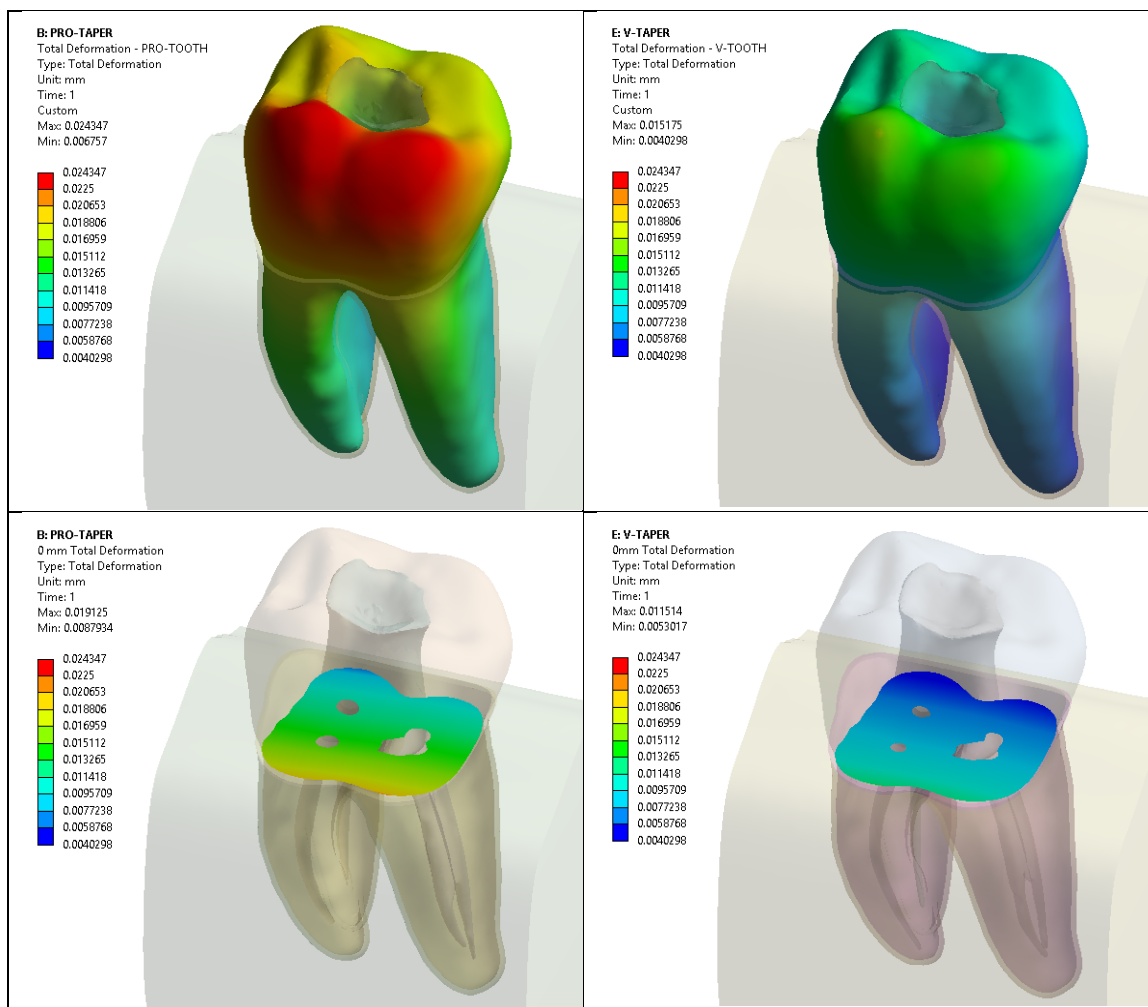 B: PRO-TAPER
Total Deformation - PRO-TOOTH
Type: Total Deformation
Unit: mm
Time: 1
Custom
Max: 0.024347
Min: 0.006757
0.024347
0.0225
0.020653
0.018806
0.016959
0.015112
0.013265
0.011418
0.0095709
0.0077238
0.0058768
0.0040298
E: V-TAPER
Total Deformation - V-TOOTH
Type: Total Deformation
Unit: mm
Time: 1
Custom
Max: 0.015175
Min: 0.0040298
0.024347
0.0225
0.020653
0.018806
0.016959
0.015112
0.013265
0.011418
0.0095709
0.0077238
0.0058768
0.0040298
B: PRO-TAPER
0 mm Total Deformation
Type: Total Deformation
Unit: mm
Time: 1
Max: 0.019125
Min: 0.0087934
0.024347
0.0225
0.020653
0.018806
0.016959
0.015112
0.013265
0.011418
0.0095709
0.0077238
0.0058768
0.0040298
E: V-TAPER
0mm Total Deformation
Type: Total Deformation
Unit: mm
Time: 1
Max: 0.011514
Min: 0.0053017
0.024347
0.0225
0.020653
0.018806
0.016959
0.015112
0.013265
0.011418
0.0095709
0.0077238
0.0058768
0.0040298